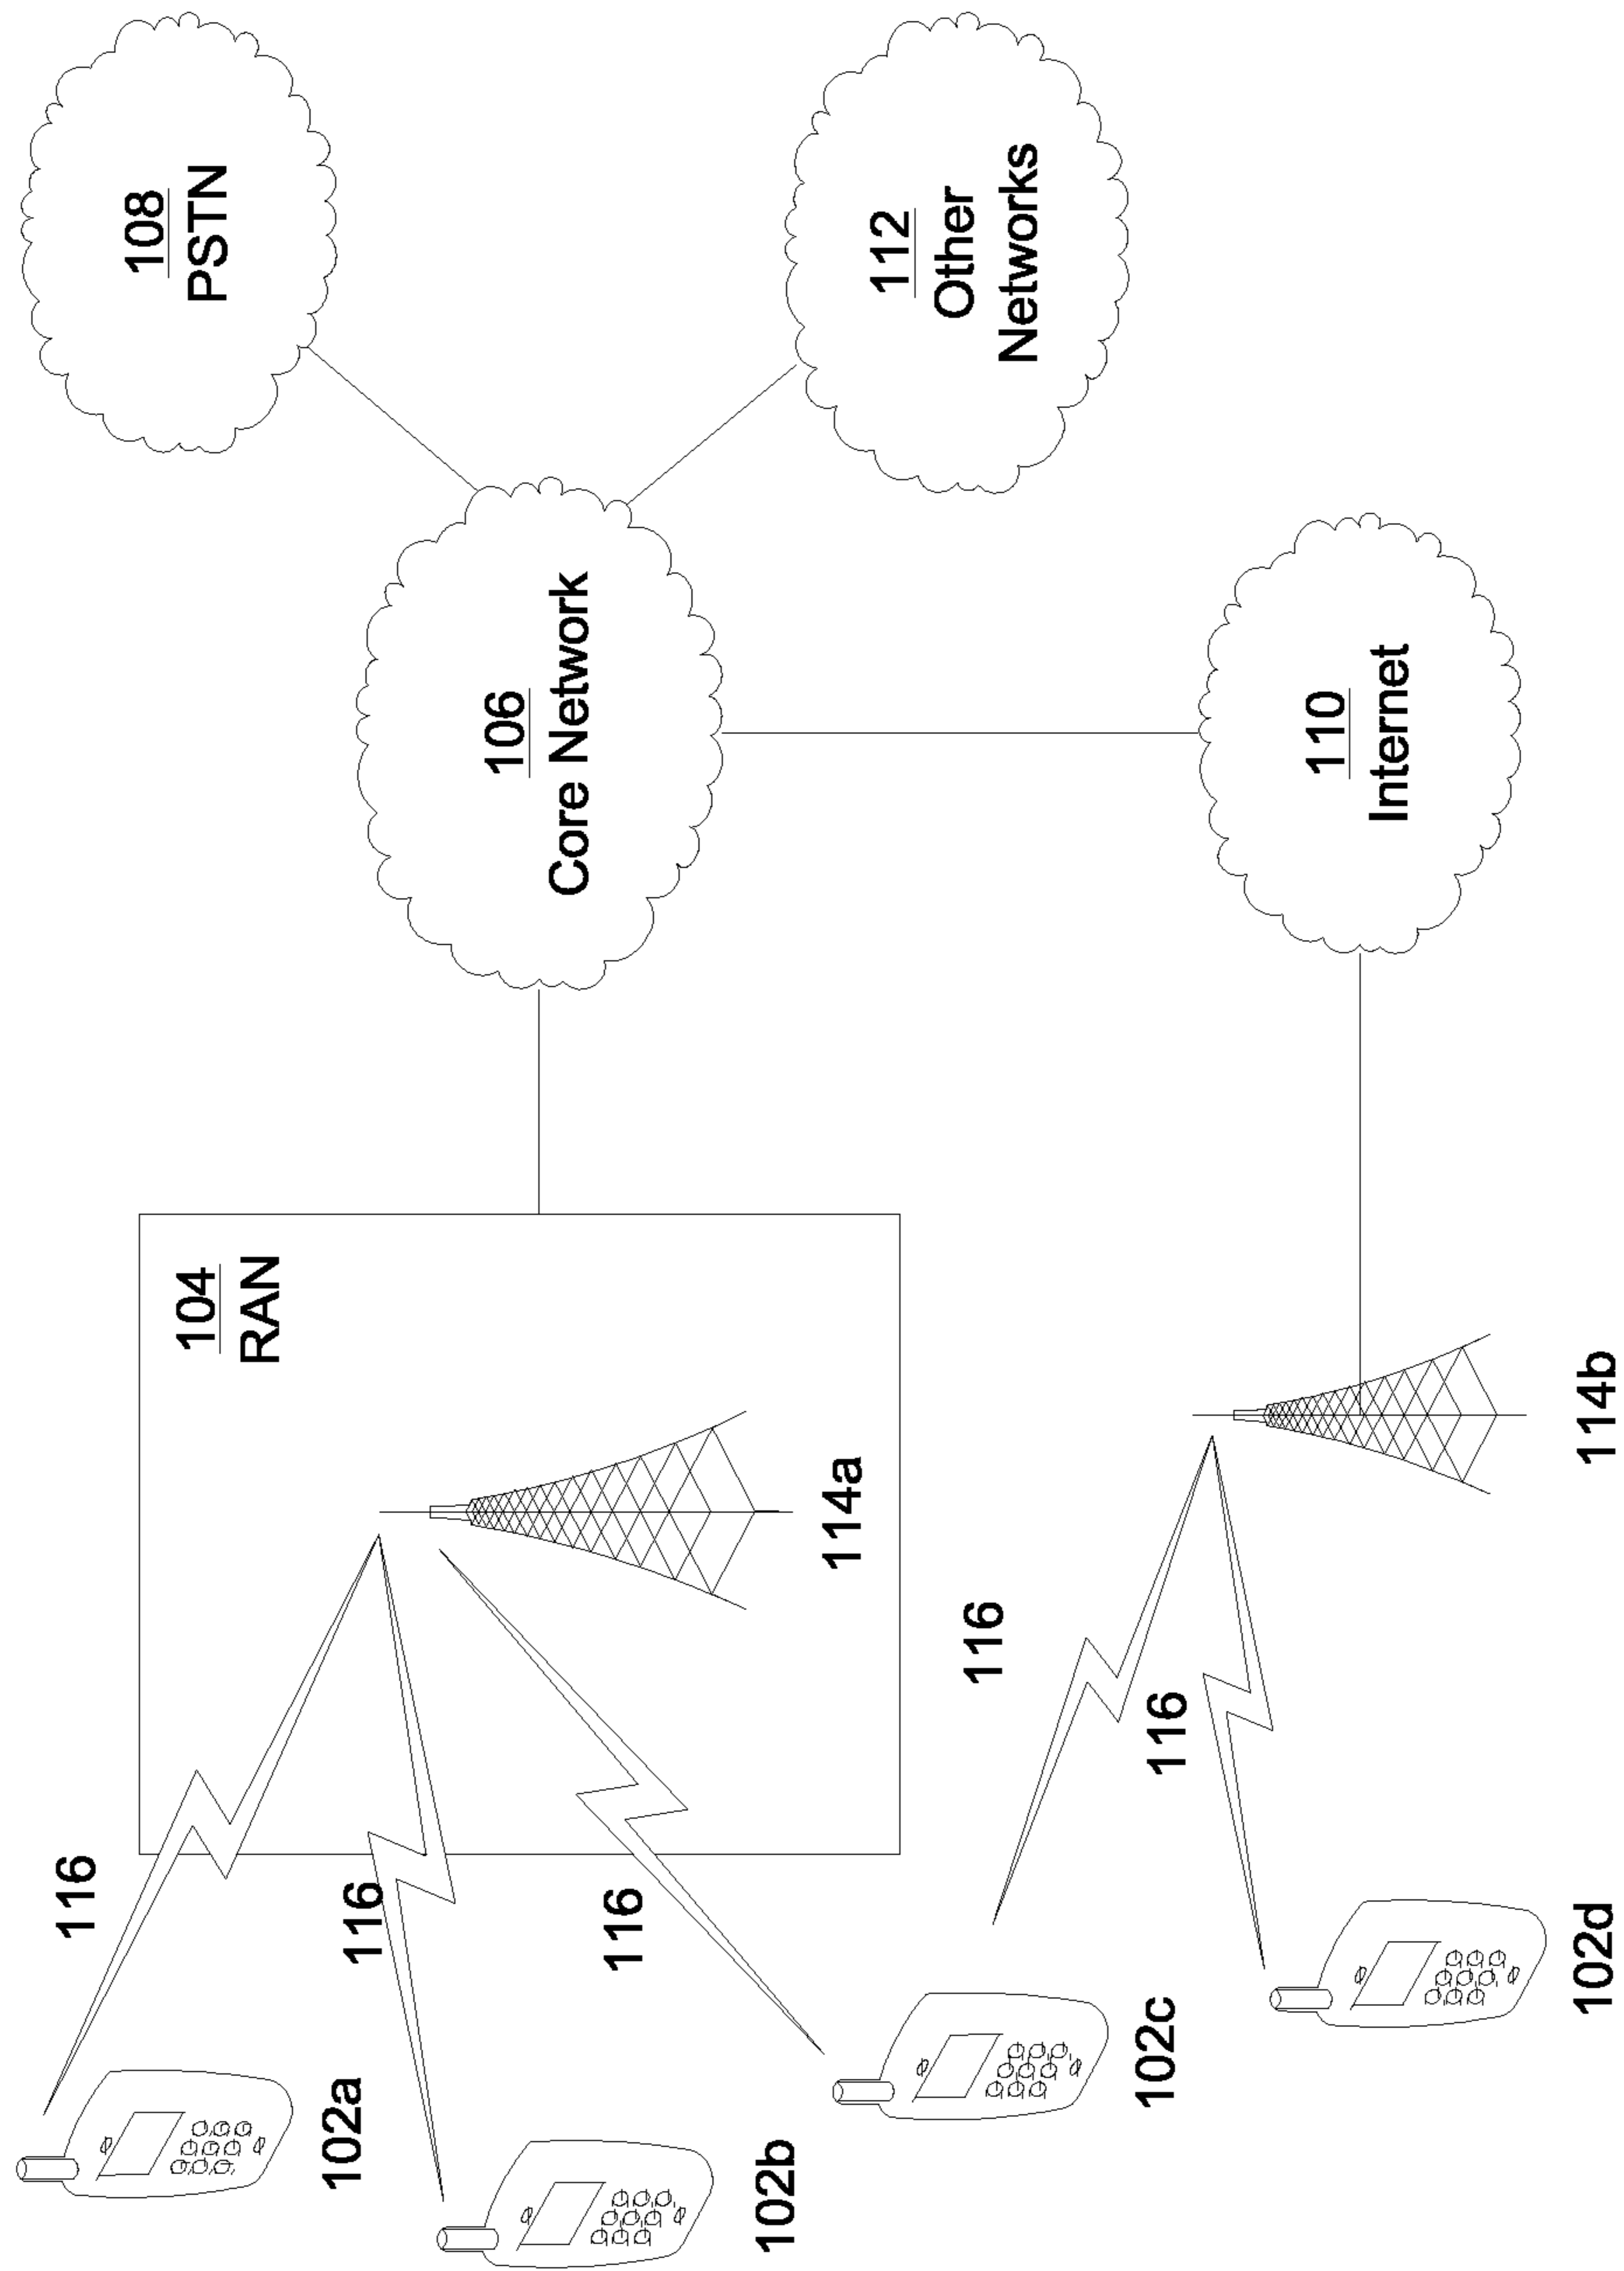 116
108
PSTN
104
RAN
102a
116
106
Core Network
116
102b
114a
112
Other
Networks
116
102c
116
110
Internet
102d
114b